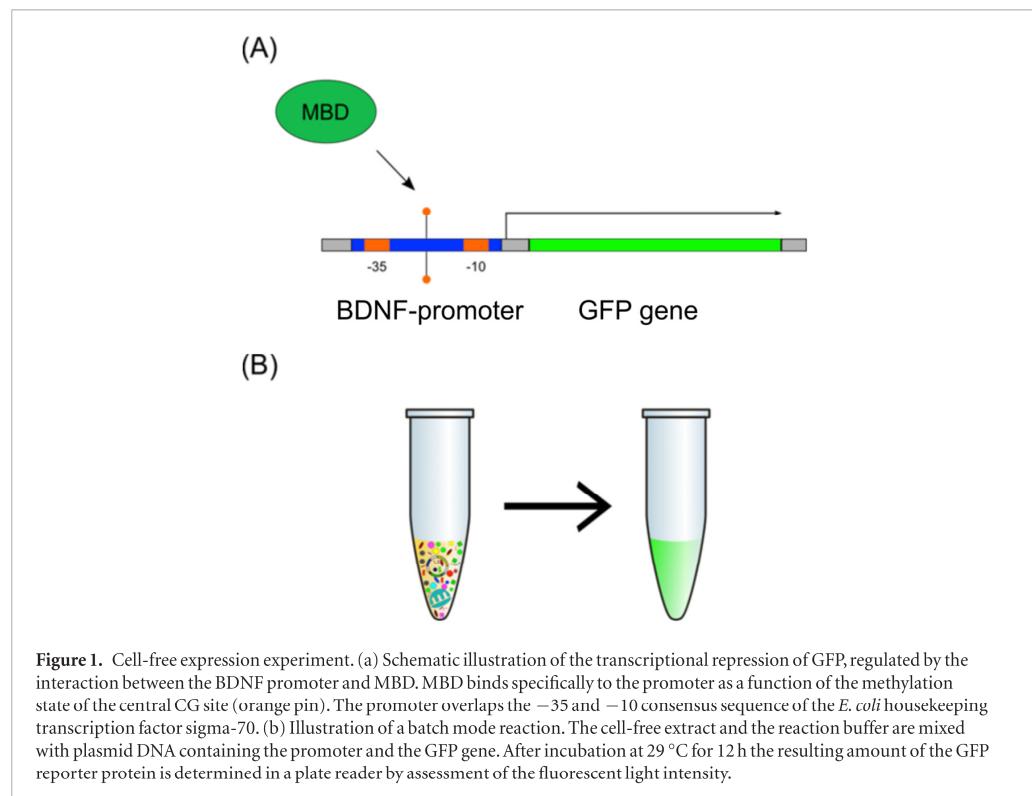 (A)
MBD
-35
-10
BDNF-promoter
GFP gene
(B)
Figure 1. Cell-free expression experiment. (a) Schematic illustration of the transcriptional repression of GFP, regulated by the
interaction between the BDNF promoter and MBD. MBD binds specifically to the promoter as a function of the methylation
state of the central CG site (orange pin). The promoter overlaps the −35 and −10 consensus sequence of the E. coli housekeeping
transcription factor sigma-70. (b) Illustration of a batch mode reaction. The cell-free extract and the reaction buffer are mixed
with plasmid DNA containing the promoter and the GFP gene. After incubation at 29 °C for 12 h the resulting amount of the GFP
reporter protein is determined in a plate reader by assessment of the fluorescent light intensity.